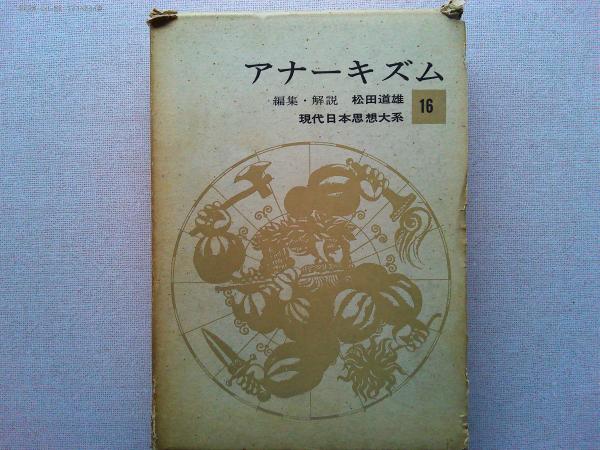 アナーキズム
編集・解説 松田道雄
現代日本思想大系 16